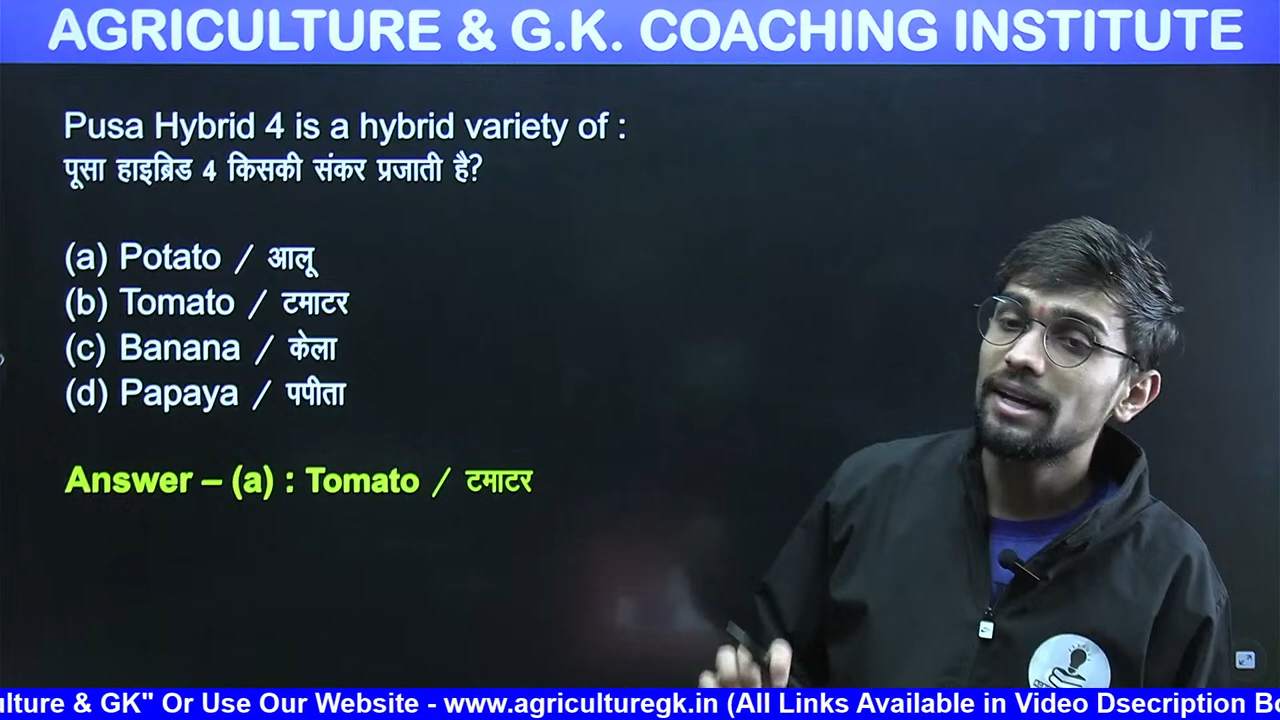 AGRICULTURE & G.K. COACHING INSTITUTE
Pusa Hybrid 4 is a hybrid variety of :
पूसा हाइब्रिड 4 किसकी संकर प्रजाती है?
(a) Potato / आलू
(b) Tomato / टमाटर
(c) Banana / केला
(d) Papaya / पपीता
Answer – (a) : Tomato / टमाटर
ulture & GK" Or Use Our Website - www.agriculturegk.in (All Links Available in Video Dscription Bo